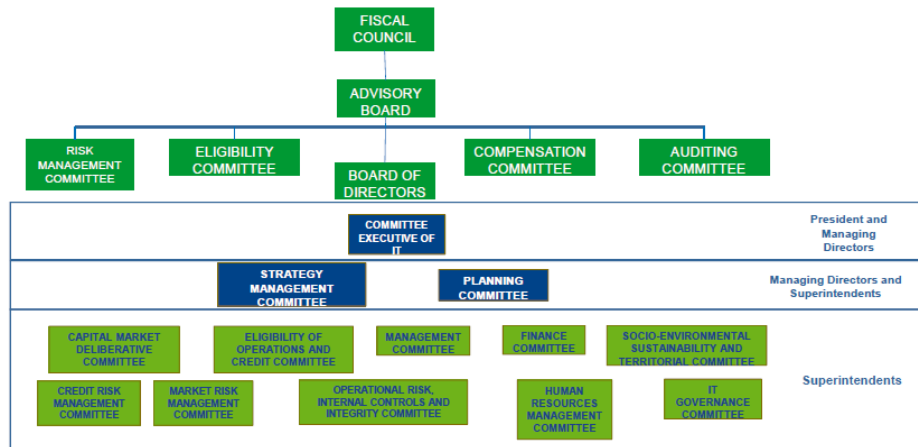 FISCAL
COUNCIL
ADVISORY
BOARD
RISK
MANAGEMENT
COMMITTEE
ELIGIBILITY
COMMITTEE
BOARD OF
DIRECTORS
COMPENSATION
COMMITTEE
AUDITING
COMMITTEE
COMMITTEE
EXECUTIVE OF
IT
President and
Managing
Directors
STRATEGY
MANAGEMENT
COMMITTEE
PLANNING
COMMITTEE
Managing Directors and
Superintendents
CAPITAL MARKET
DELIBERATIVE
COMMITTEE
ELIGIBILITY OF
OPERATIONS AND
CREDIT COMMITTEE
MANAGEMENT
COMMITTEE
FINANCE
COMMITTEE
SOCIO-ENVIRONMENTAL
SUSTAINABILITY AND
TERRITORIAL COMMITTEE
CREDIT RISK
MANAGEMENT
COMMITTEE
MARKET RISK
MANAGEMENT
COMMITTEE
OPERATIONAL RISK,
INTERNAL CONTROLS AND
INTEGRITY COMMITTEE
HUMAN
RESOURCES
MANAGEMENT
COMMITTEE
IT
GOVERNANCE
COMMITTEE
Superintendents